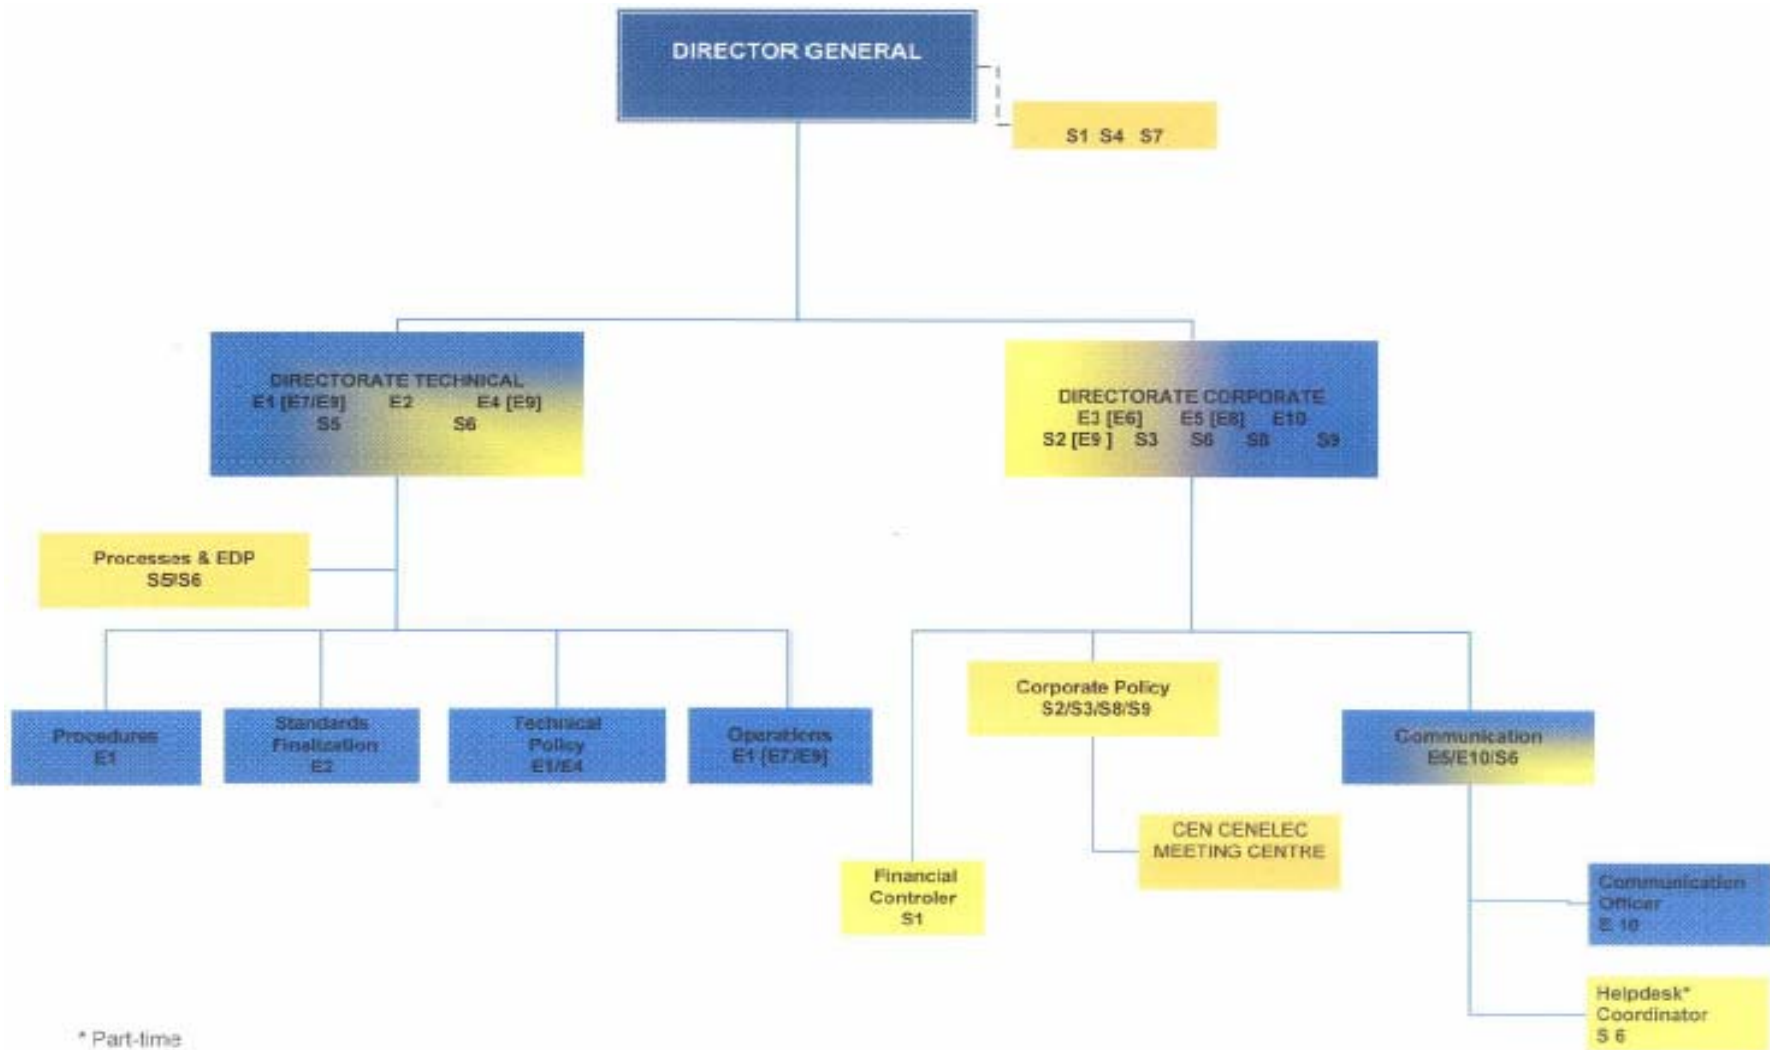 DIRECTOR GENERAL
S1 S4 S7
DIRECTORATE TECHNICAL
E1 [E7/E9] E2 E4 [E9]
S5 S6
DIRECTORATE CORPORATE
E3 [E6] E5 [E8] E10
S2 [E9 ] S3 S6 S8 S9
Processes & EDP
S5/S6
Procedures
E1
Standards
Finalization
E2
Technical
Policy
E1/E4
Operations
E1 [E7/E9]
Corporate Policy
S2/S3/S8/S9
Communication
E5/E10/S6
CEN CENELEC
MEETING CENTRE
Financial
Controler
S1
Communication
Officer
E 10
Helpdesk*
Coordinator
S 6
* Part-time